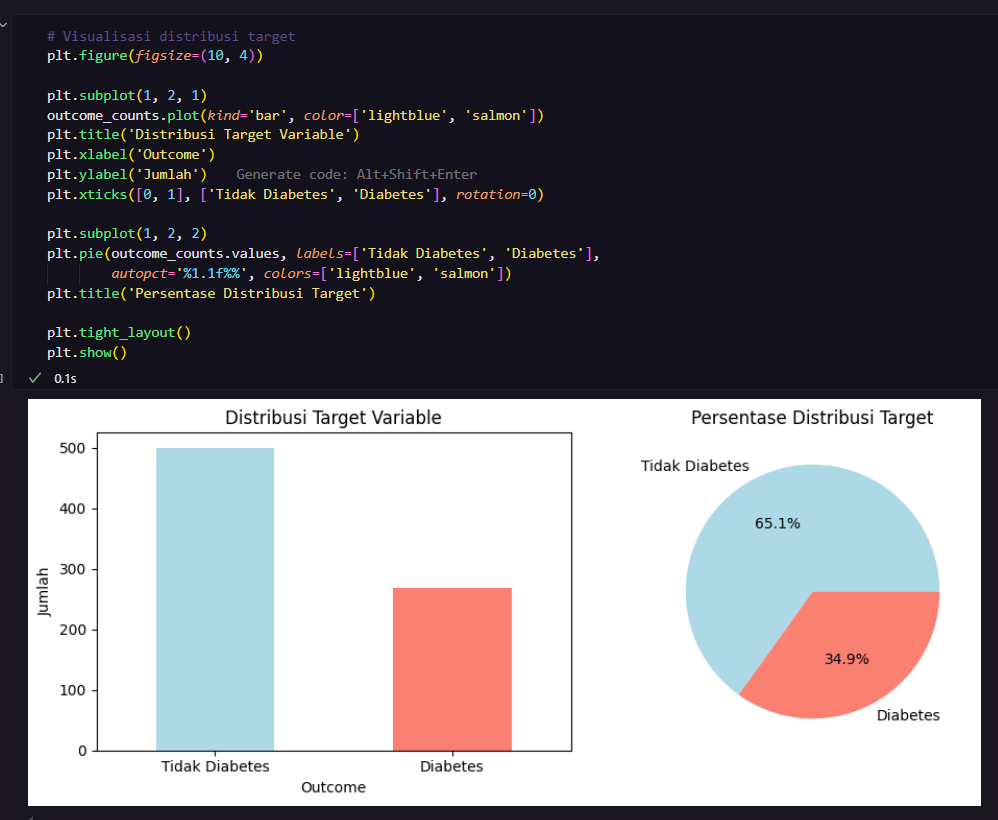 # Visualisasi distribusi target
plt.figure(figsize=(10, 4))
plt.subplot(1, 2, 1)
outcome_counts.plot(kind='bar', color=['lightblue', 'salmon'])
plt.title('Distribusi Target Variable')
plt.xlabel('Outcome')
plt.ylabel('Jumlah') Generate code: Alt+Shift+Enter
plt.xticks([0, 1], ['Tidak Diabetes', 'Diabetes'], rotation=0)
plt.subplot(1, 2, 2)
plt.pie(outcome_counts.values, labels=['Tidak Diabetes', 'Diabetes'],
autopct='%1.1f%%', colors=['lightblue', 'salmon'])
plt.title('Persentase Distribusi Target')
plt.tight_layout()
plt.show()
] ✓ 0.1s
Distribusi Target Variable
500
400
300
200
100
0
Jumlah
Tidak Diabetes
Diabetes
Outcome
Persentase Distribusi Target
Tidak Diabetes
65.1%
34.9%
Diabetes